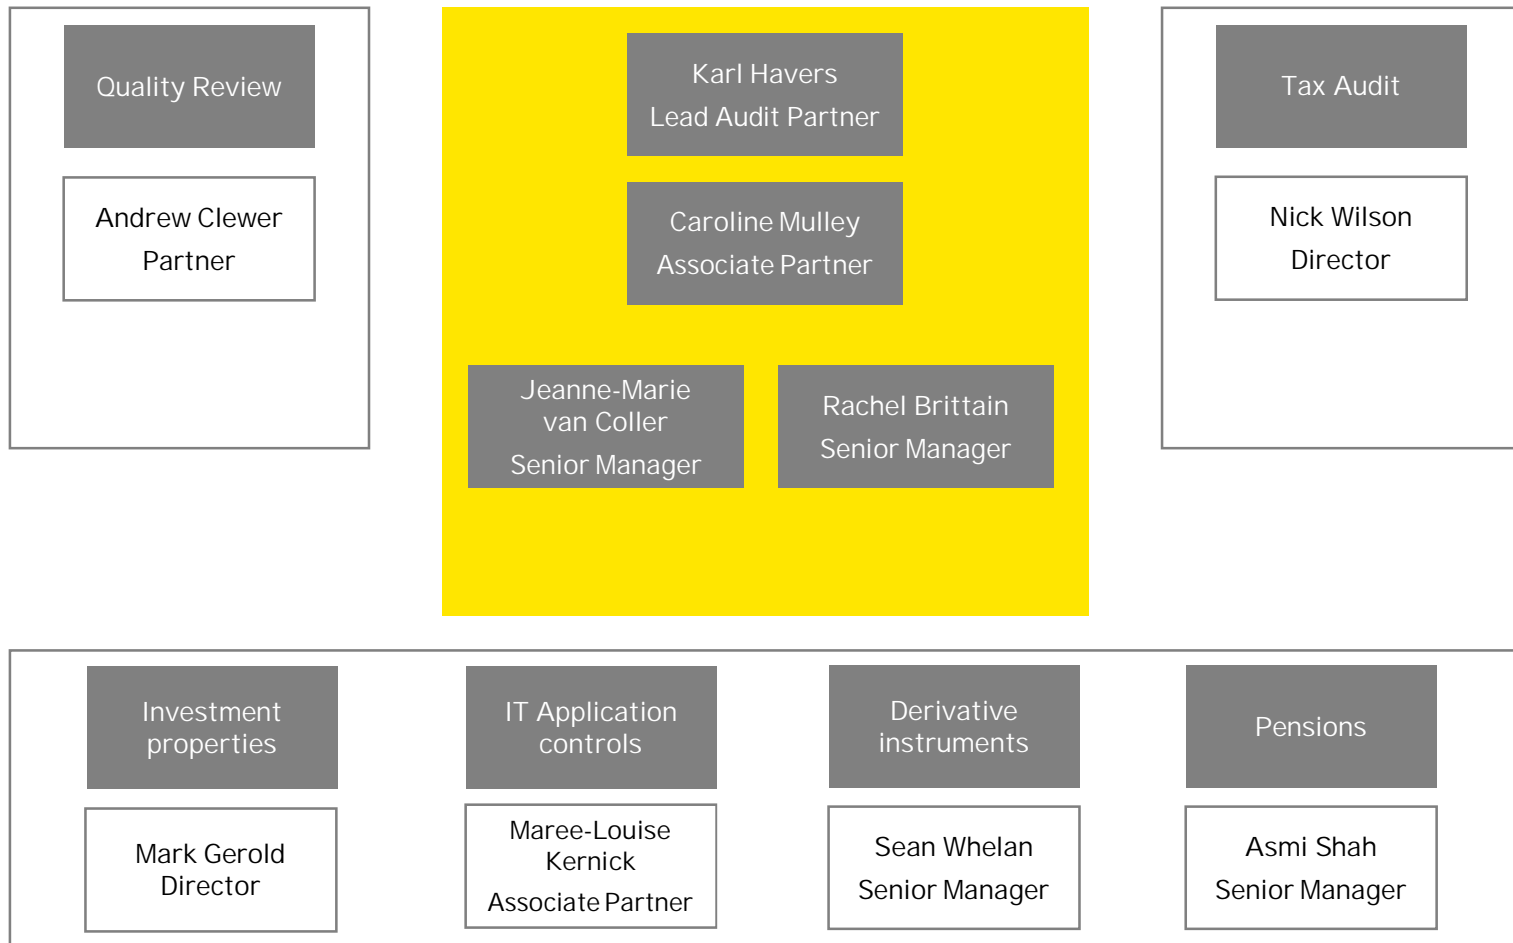 Quality Review
Andrew Clewer
Partner
Karl Havers
Lead Audit Partner
Caroline Mulley
Associate Partner
Jeanne-Marie
van Coller
Senior Manager
Rachel Brittain
Senior Manager
Tax Audit
Nick Wilson
Director
Investment
properties
Mark Gerold
Director
IT Application
controls
Maree-Louise
Kernick
Associate Partner
Derivative
instruments
Sean Whelan
Senior Manager
Pensions
Asmi Shah
Senior Manager